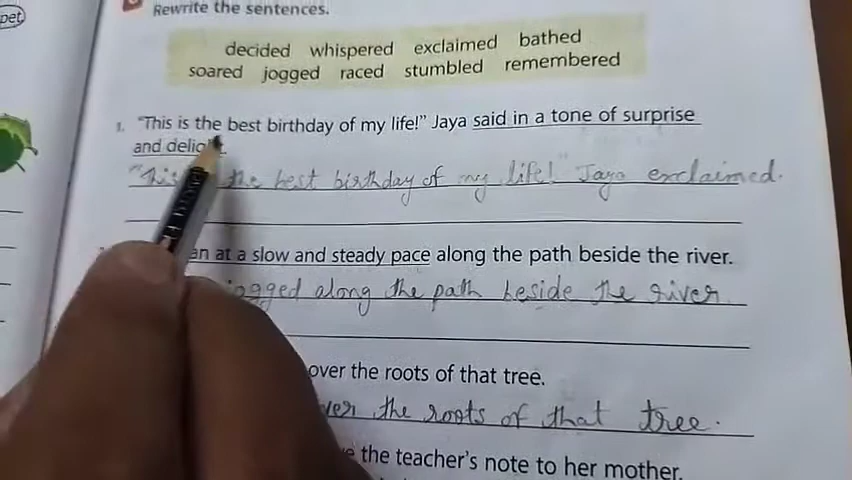 pet
Rewrite the sentences.
decided whispered exclaimed bathed
soared jogged raced stumbled remembered
1. "This is the best birthday of my life!" Jaya said in a tone of surprise
and
"This the best birthday of my life!" Jaya exclaimed.
at a slow and steady pace along the path beside the river.
jogged along the path beside the river
over the roots of that tree.
the roots of that tree.
the teacher's note to her mother.